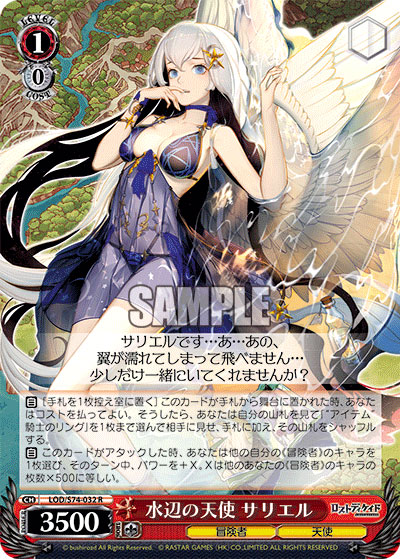 LEVEL
1
0
COST
SAMPLE
サリエルです…あ…あの、
翼が濡れてしまって飛べません…
少しだけ一緒にいてくれませんか？
自 [手札を1枚控え室に置く] このカードが手札から舞台に置かれた時、あなた
はコストを払ってよい。そうしたら、あなたは自分の山札を見て“アイテム
騎士のリング”を1枚まで選んで相手に見せ、手札に加え、その山札をシャッフル
する。
自 このカードがアタックした時、あなたは他の自分の《冒険者》のキャラを
1枚選び、そのターン中、パワーを＋X。Xは他のあなたの《冒険者》のキャラ
の枚数×500に等しい。
CH LOD/S74-032 R
3500
水辺の天使 サリエル
ロストディケイド
冒険者 天使
© bushiroad All Rights Reserved. © RASTAR GAMES (HK) CO.,LIMITED ALL RIGHTS RESERVED.